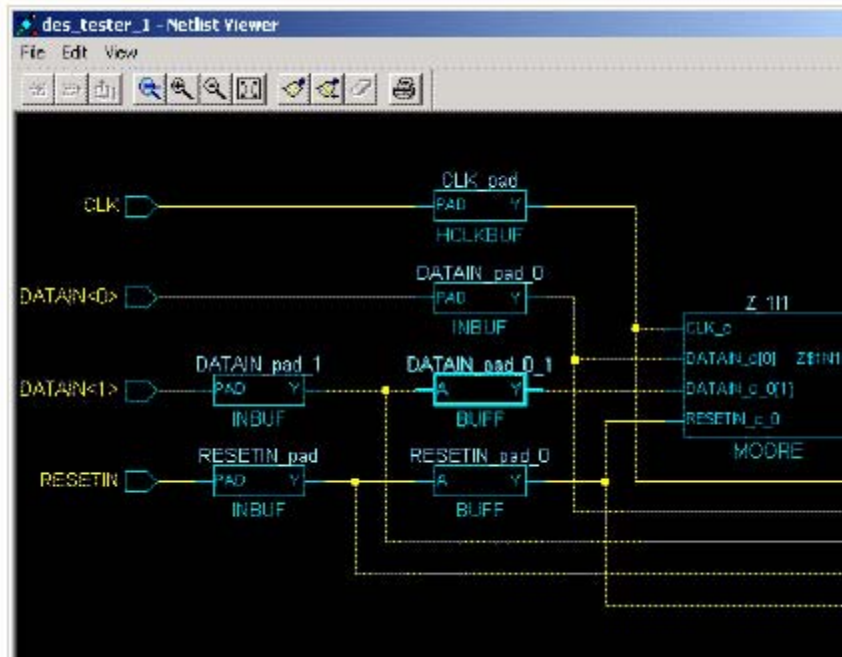 des_tester_1 - Netlist Viewer
File Edit View
CLK
CLK_pad
PAD Y
HCLKBUF
DATAIN<0>
DATAIN_pad_0
PAD Y
INBUF
DATAIN<1>
DATAIN_pad_1
PAD Y
INBUF
DATAIN_pad_0_1
A Y
BUFF
RESETIN
RESETIN_pad
PAD Y
INBUF
RESETIN_pad_0
A Y
BUFF
CLK_c
DATAIN_c[0] Z$1N1
DATAIN_c_0[1]
RESETIN_c_0
MOORE